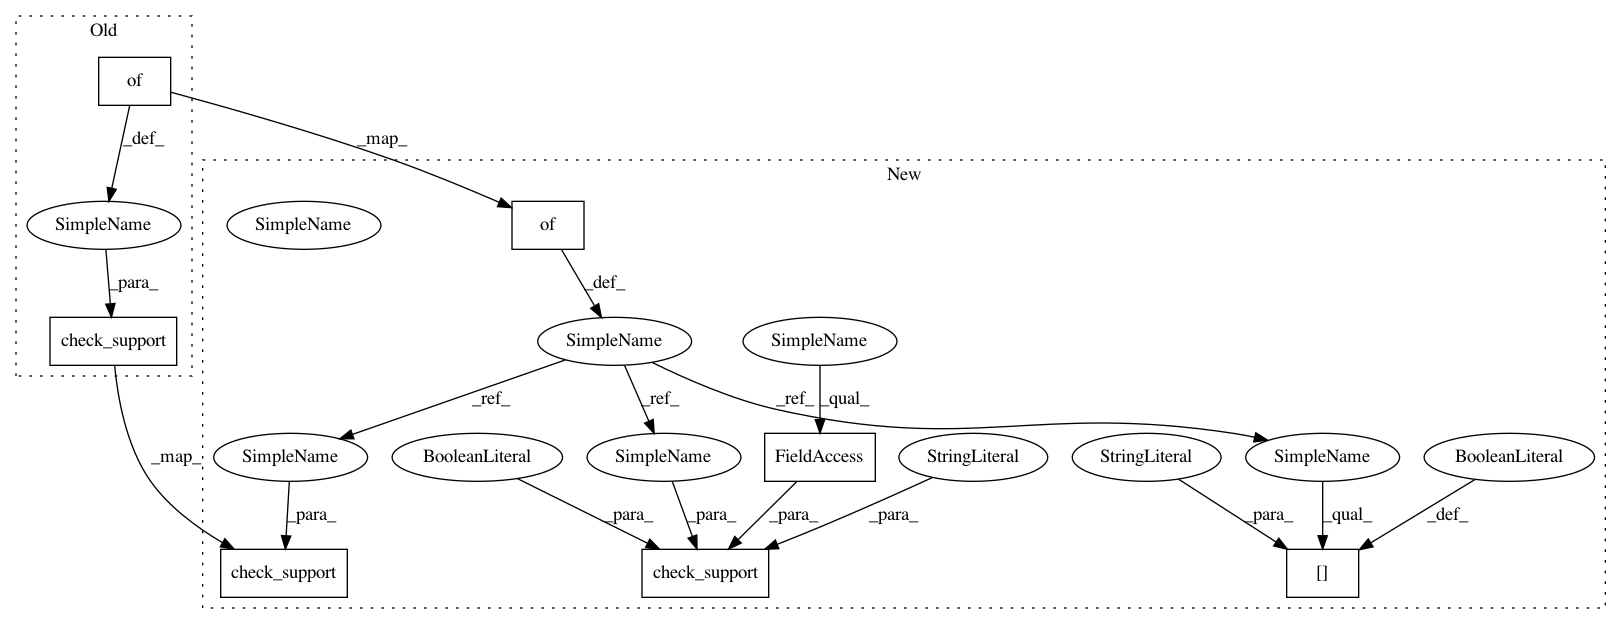 Old
of
_def_
_map_
New
SimpleName
SimpleName
of
_para_
_def_
check_support
SimpleName
SimpleName
_ref_
_ref_
_ref_
_qual_
_map_
SimpleName
BooleanLiteral
SimpleName
FieldAccess
StringLiteral
StringLiteral
SimpleName
BooleanLiteral
_para_
_para_
_para_
_para_
_para_
_para_
_qual_
_def_
check_support
check_support
[]